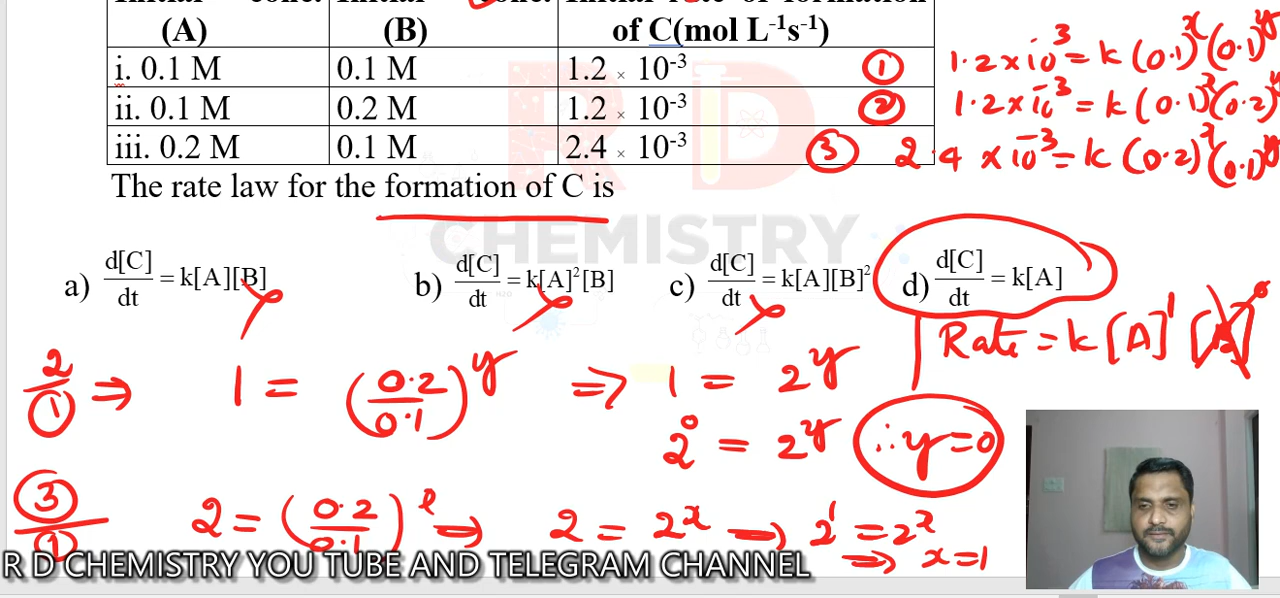 (A) (B) of C(mol L⁻¹s⁻¹)
i. 0.1 M 0.1 M 1.2 × 10⁻³ ① 1.2×10⁻³ = k (0.1)ˣ(0.1)ʸ
ii. 0.1 M 0.2 M 1.2 × 10⁻³ ② 1.2×10⁻³ = k (0.1)ˣ(0.2)ʸ
iii. 0.2 M 0.1 M 2.4 × 10⁻³ ③ 2.4 ×10⁻³ = k (0.2)ˣ(0.1)ʸ
The rate law for the formation of C is
RD
CHEMISTRY
a) d[C]/dt = k[A][B] b) d[C]/dt = k[A]²[B] c) d[C]/dt = k[A][B]² d) d[C]/dt = k[A]
Rate = k [A]¹ [B]⁰
2/① ⇒ 1 = (0.2/0.1)ʸ ⇒ 1 = 2ʸ
2⁰ = 2ʸ ∴ y=0
③/① 2 = (0.2/0.1)ˣ ⇒ 2 = 2ˣ ⇒ 2¹ = 2ˣ
⇒ x=1
R D CHEMISTRY YOU TUBE AND TELEGRAM CHANNEL